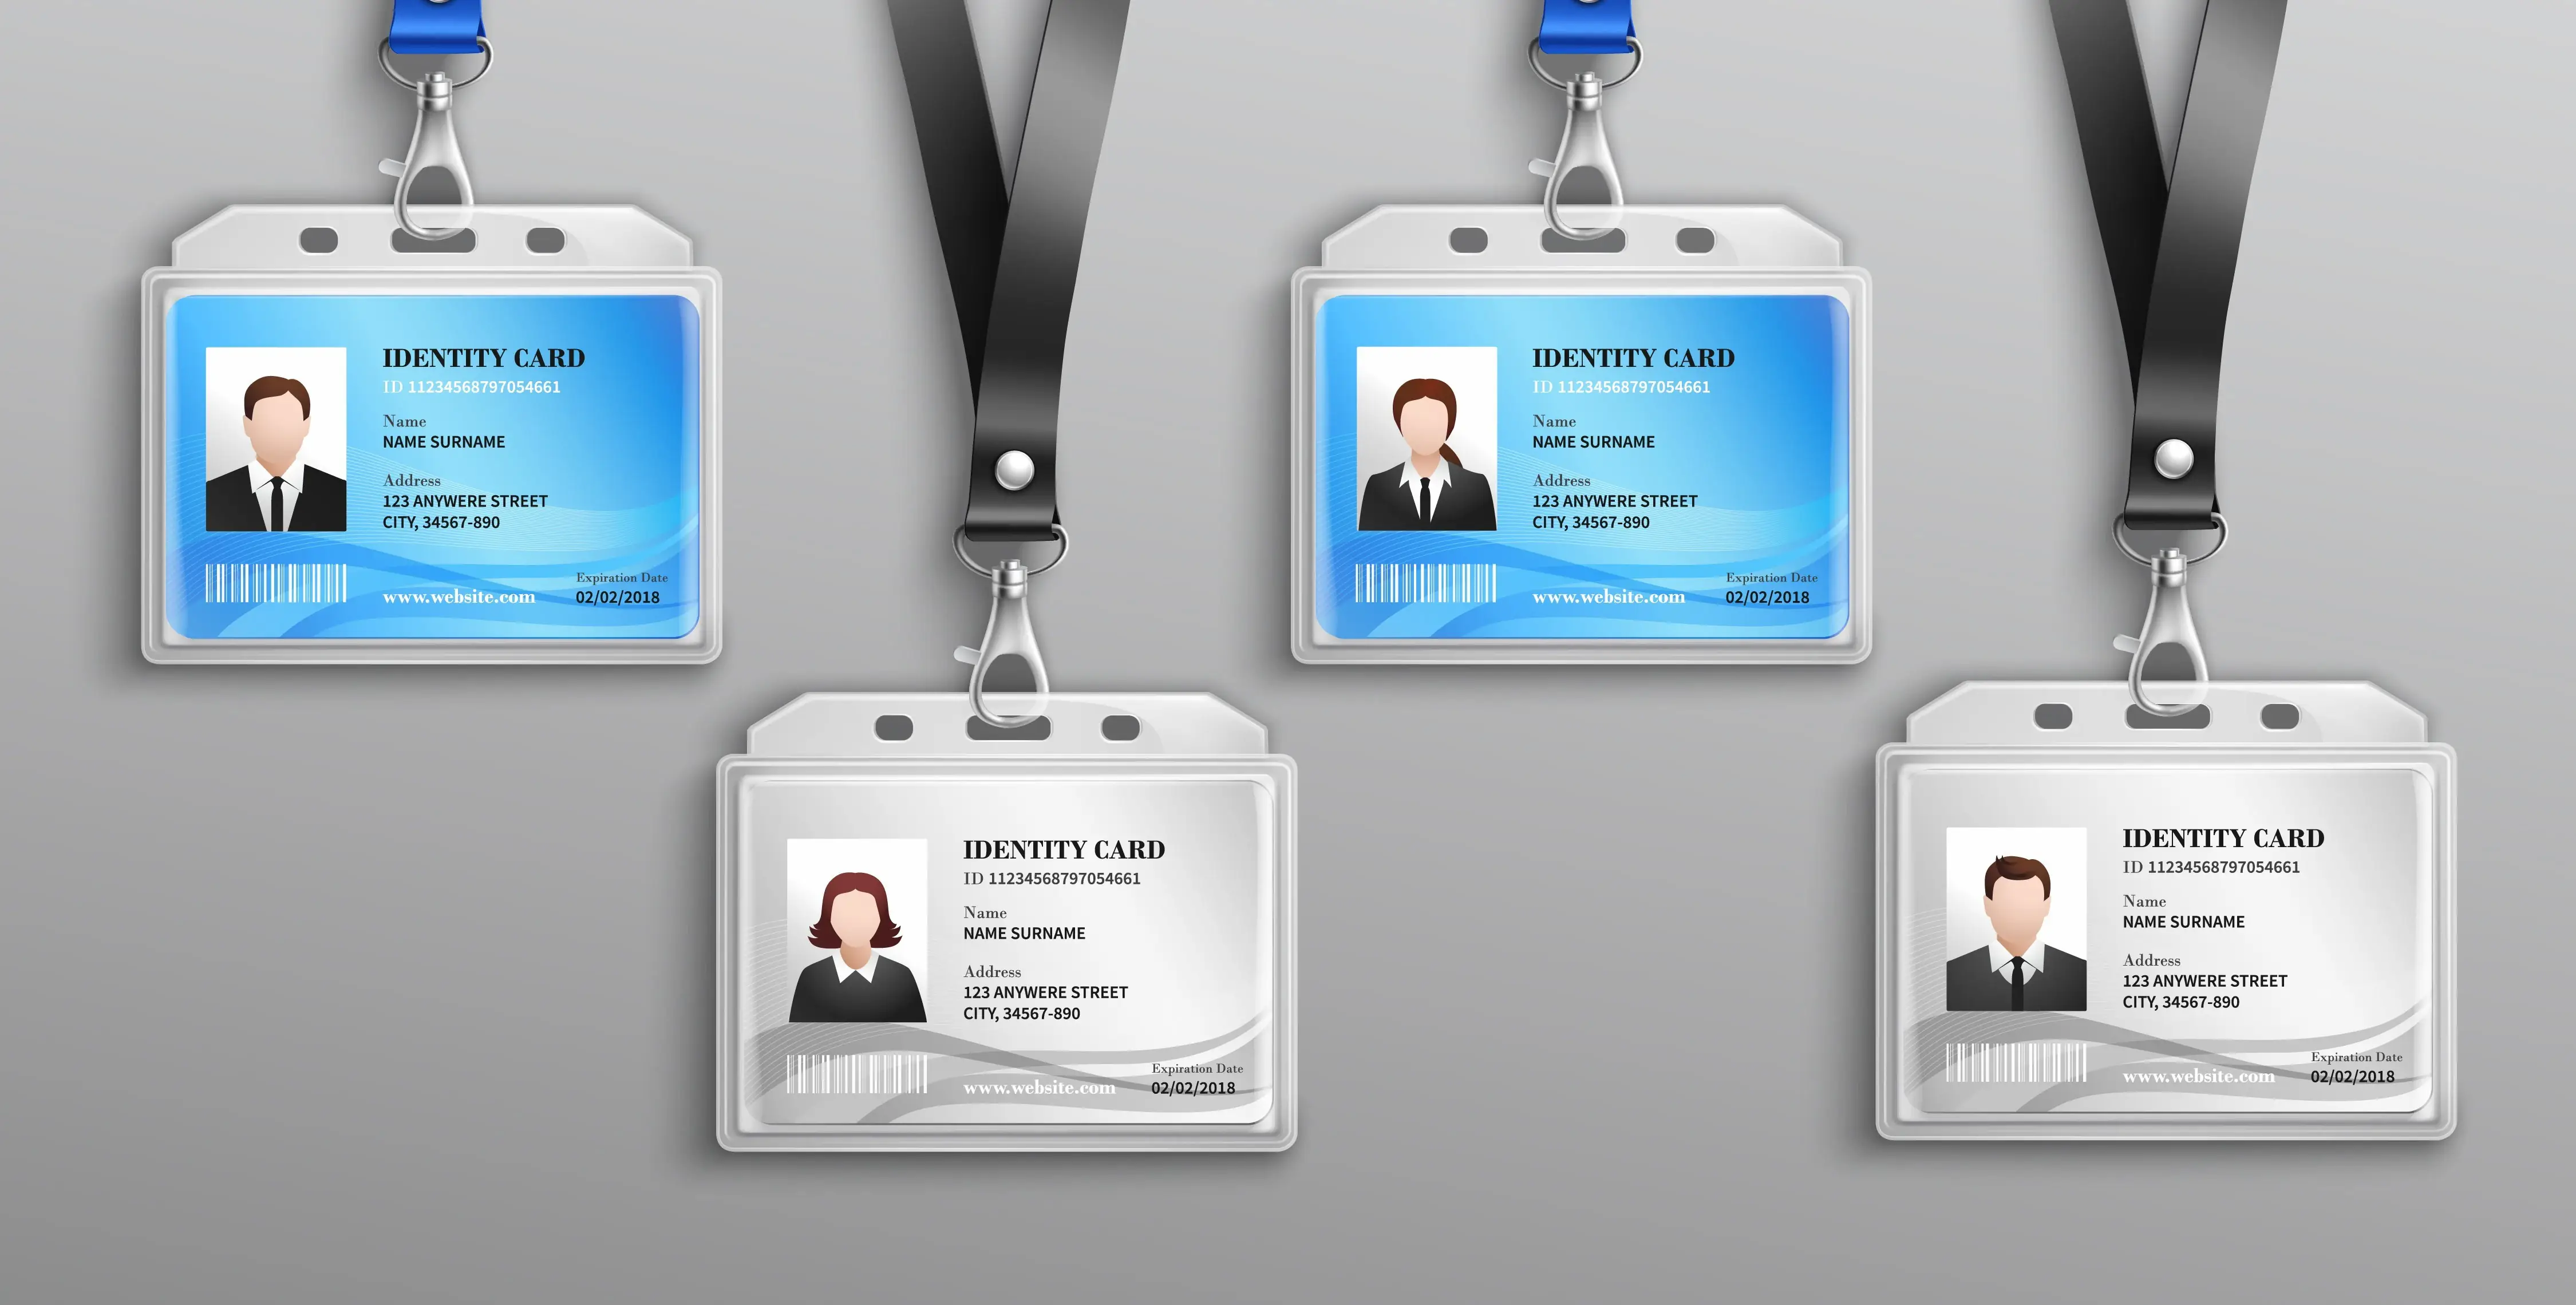 IDENTITY CARD
ID 11234568797054661
Name
NAME SURNAME
Address
123 ANYWERE STREET
CITY, 34567-890
www.website.com
Expiration Date
02/02/2018
IDENTITY CARD
ID 11234568797054661
Name
NAME SURNAME
Address
123 ANYWERE STREET
CITY, 34567-890
www.website.com
Expiration Date
02/02/2018
IDENTITY CARD
ID 11234568797054661
Name
NAME SURNAME
Address
123 ANYWERE STREET
CITY, 34567-890
www.website.com
Expiration Date
02/02/2018
IDENTITY CARD
ID 11234568797054661
Name
NAME SURNAME
Address
123 ANYWERE STREET
CITY, 34567-890
www.website.com
Expiration Date
02/02/2018